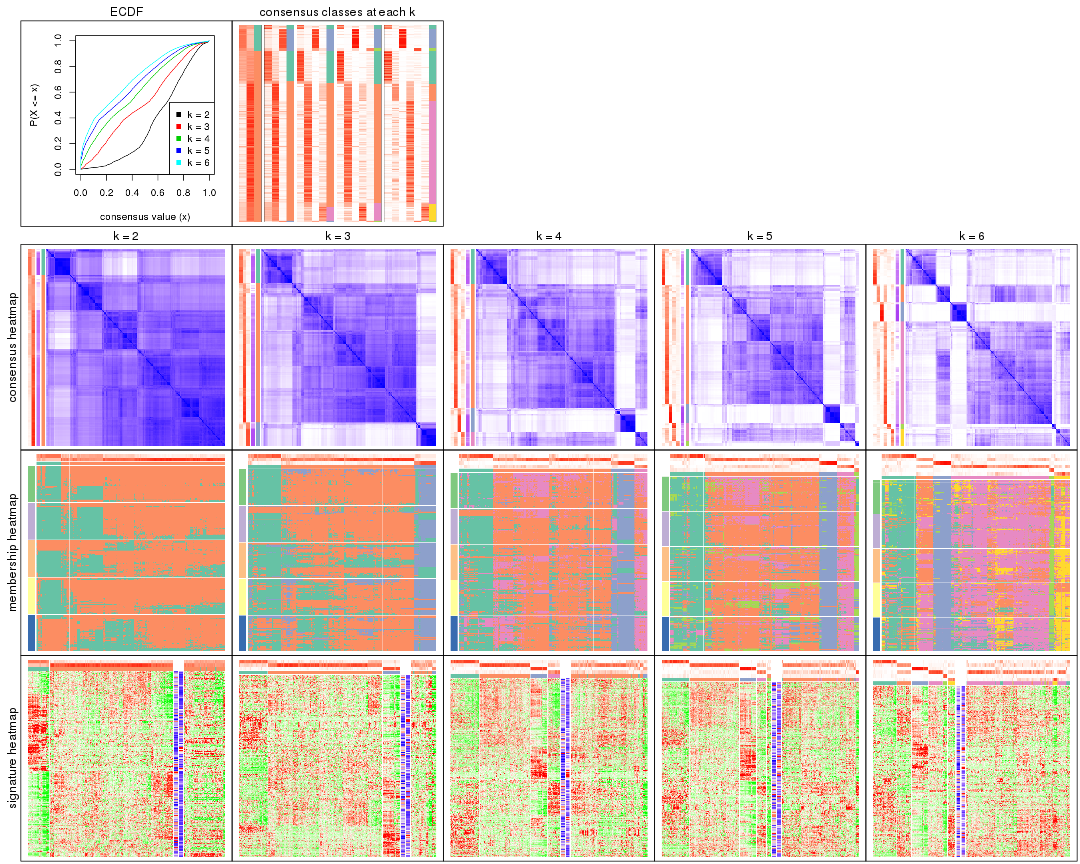 ECDF
consensus classes at each k
P(X <= x)
0.0 0.2 0.4 0.6 0.8 1.0
k = 2
k = 3
k = 4
k = 5
k = 6
0.0 0.2 0.4 0.6 0.8 1.0
consensus value (x)
k = 2 k = 3 k = 4 k = 5 k = 6
consensus heatmap
membership heatmap
signature heatmap